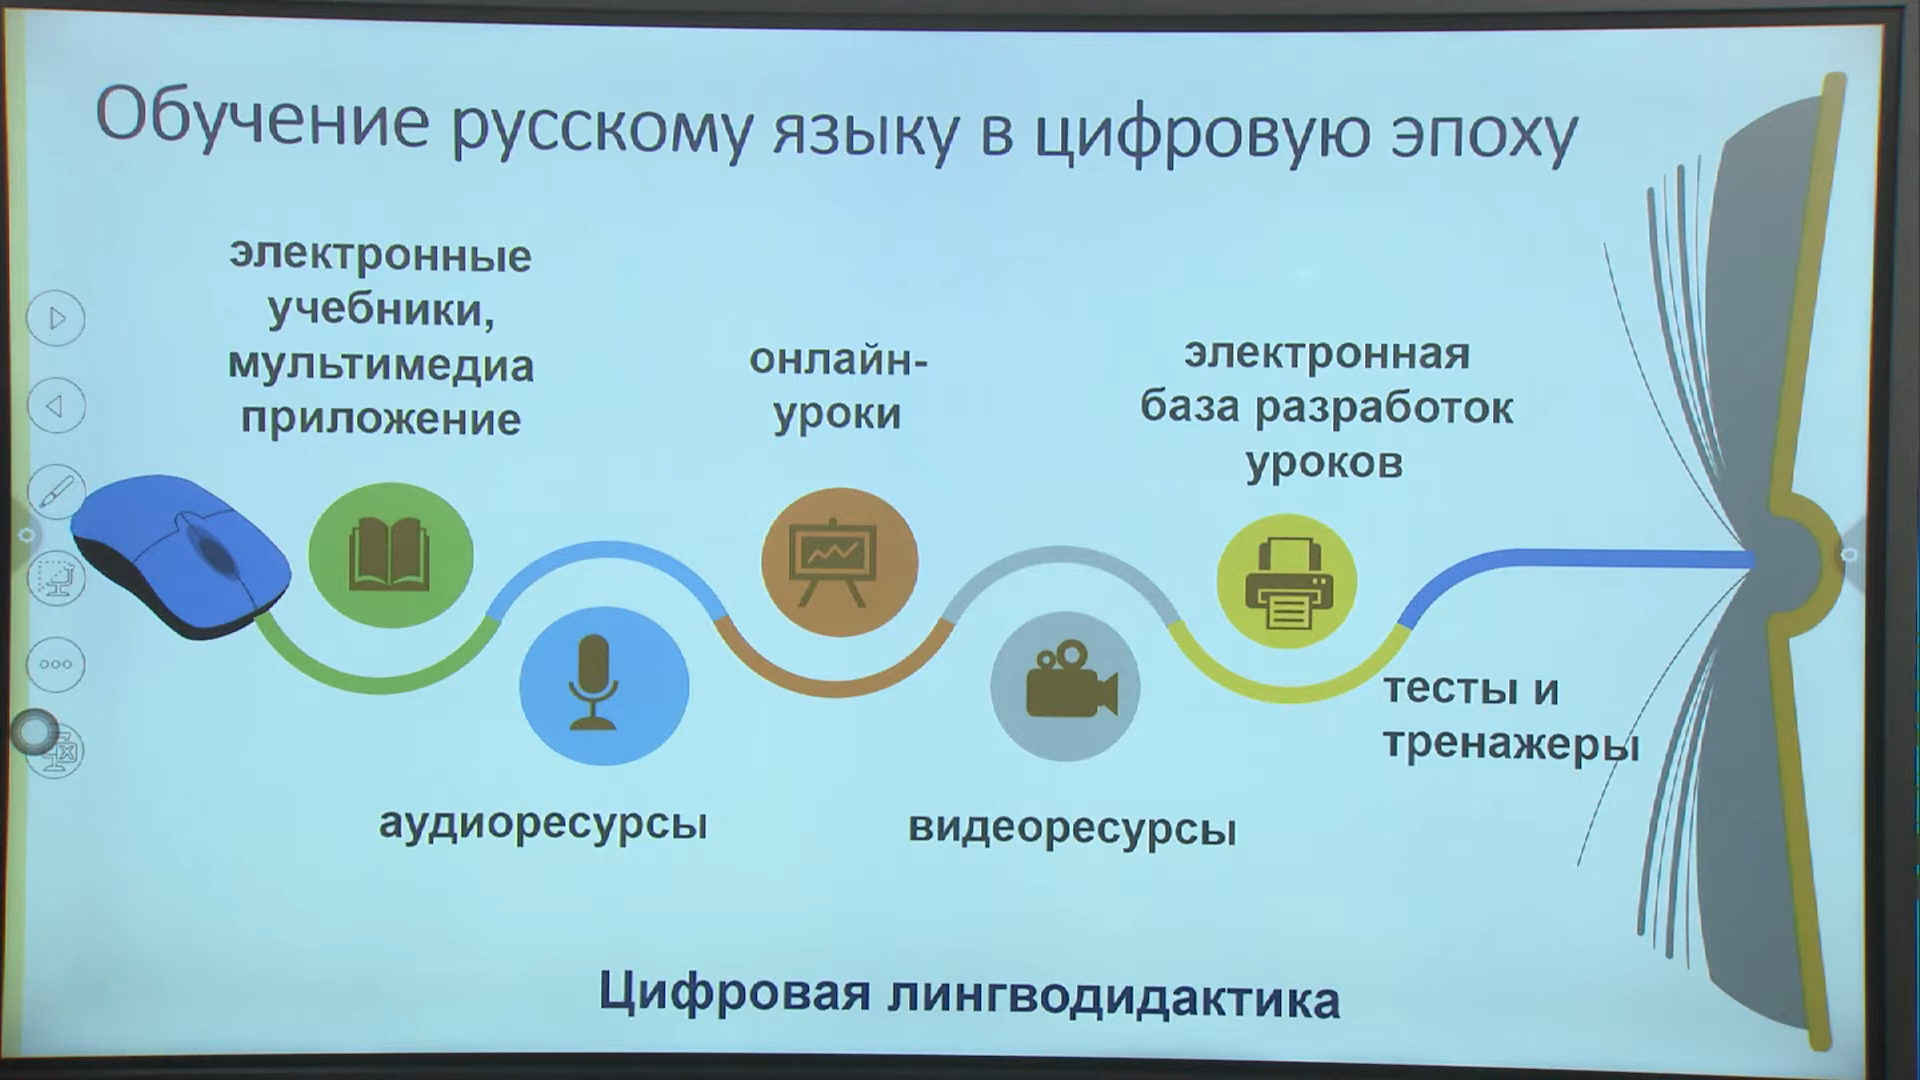 Обучение русскому языку в цифровую эпоху
электронные
учебники,
мультимедиа
приложение
онлайн-
уроки
электронная
база разработок
уроков
тесты и
тренажеры
аудиоресурсы
видеоресурсы
Цифровая лингводидактика